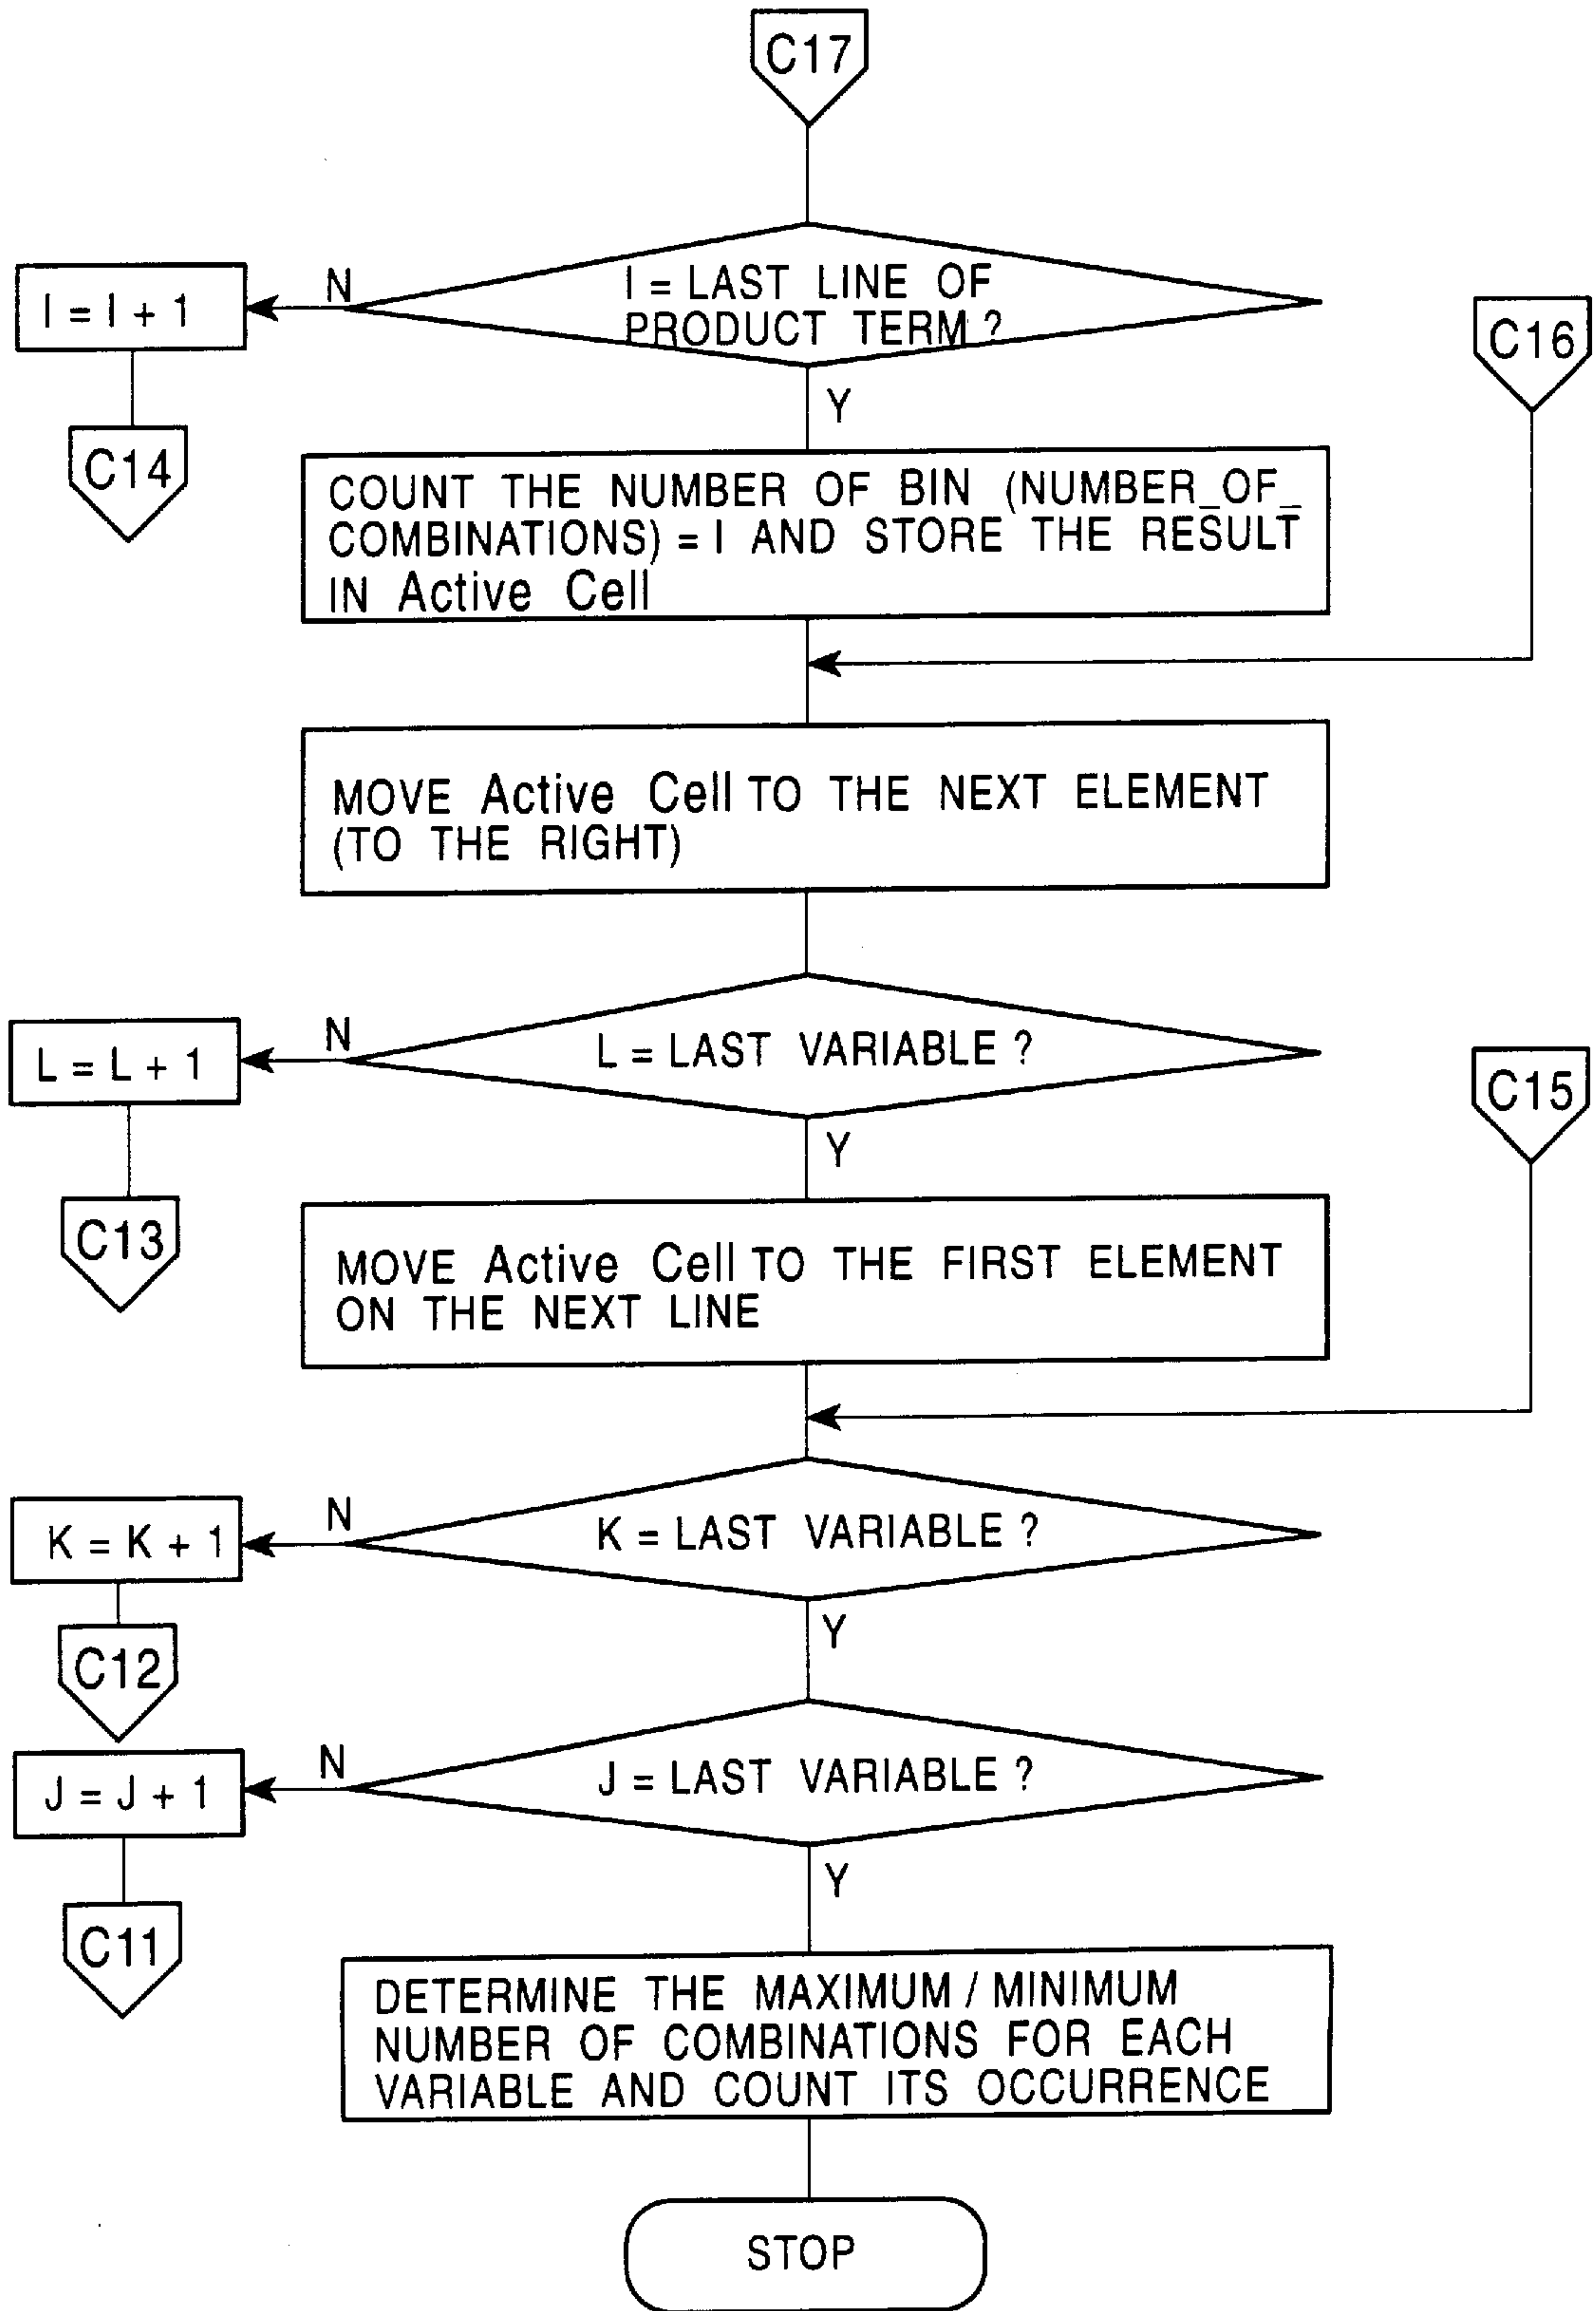 C17
I = LAST LINE OF
PRODUCT TERM ?
N
I = I + 1
C16
Y
C14
COUNT THE NUMBER OF BIN (NUMBER_OF_
COMBINATIONS) = I AND STORE THE RESULT
IN Active Cell
MOVE Active Cell TO THE NEXT ELEMENT
(TO THE RIGHT)
L = LAST VARIABLE ?
N
L = L + 1
C15
Y
C13
MOVE Active Cell TO THE FIRST ELEMENT
ON THE NEXT LINE
K = LAST VARIABLE ?
N
K = K + 1
Y
C12
J = LAST VARIABLE ?
N
J = J + 1
Y
C11
DETERMINE THE MAXIMUM / MINIMUM
NUMBER OF COMBINATIONS FOR EACH
VARIABLE AND COUNT ITS OCCURRENCE
STOP